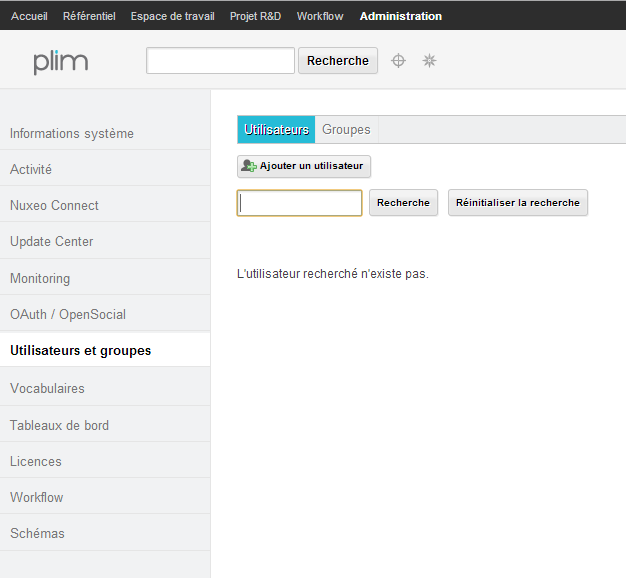 Accueil Référentiel Espace de travail Projet R&D Workflow Administration
plim Recherche
Informations système
Activité
Nuxeo Connect
Update Center
Monitoring
OAuth / OpenSocial
Utilisateurs et groupes
Vocabulaires
Tableaux de bord
Licences
Workflow
Schémas
Utilisateurs Groupes
Ajouter un utilisateur
Recherche Réinitialiser la recherche
L'utilisateur recherché n'existe pas.